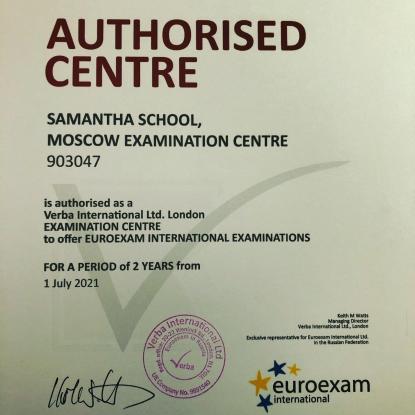 AUTHORISED
CENTRE
SAMANTHA SCHOOL,
MOSCOW EXAMINATION CENTRE
903047
is authorised as a
Verba International Ltd. London
EXAMINATION CENTRE
to offer EUROEXAM INTERNATIONAL EXAMINATIONS
FOR A PERIOD of 2 YEARS from
1 July 2021
Keith M Watts
Managing Director
Verba International Ltd., London
Exclusive representative for Euroexam International Ltd.
in the Russian Federation
Verba International Ltd
Verba
euroexam
international